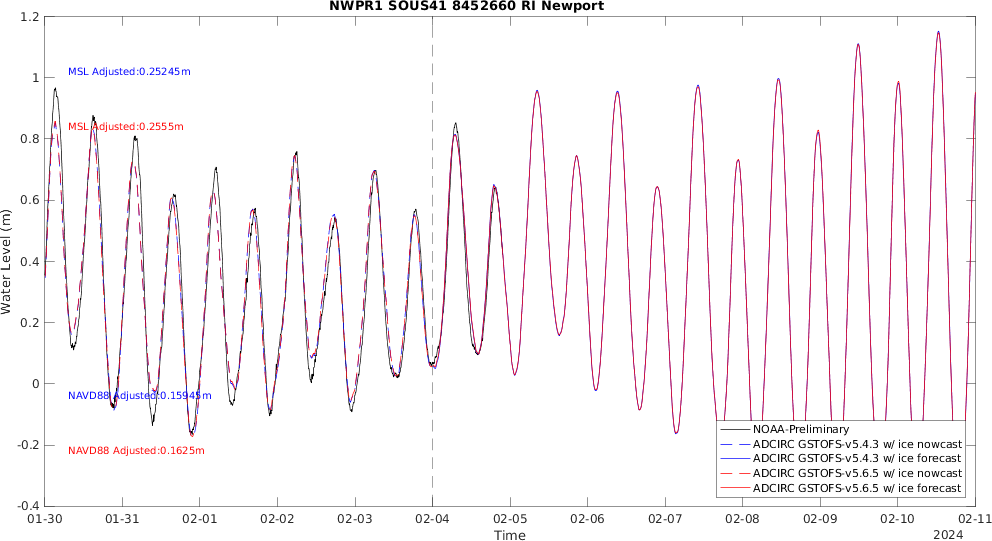 NWPR1 SOUS41 8452660 RI Newport
1.2
1
0.8
0.6
0.4
0.2
0
-0.2
-0.4
Water Level (m)
MSL Adjusted:0.25245m
MSL Adjusted:0.2555m
NAVD88 Adjusted:0.15945m
NAVD88 Adjusted:0.1625m
NOAA-Preliminary
ADCIRC GSTOFS-v5.4.3 w/ ice nowcast
ADCIRC GSTOFS-v5.4.3 w/ ice forecast
ADCIRC GSTOFS-v5.6.5 w/ ice nowcast
ADCIRC GSTOFS-v5.6.5 w/ ice forecast
01-30 01-31 02-01 02-02 02-03 02-04 02-05 02-06 02-07 02-08 02-09 02-10 02-11
Time
2024